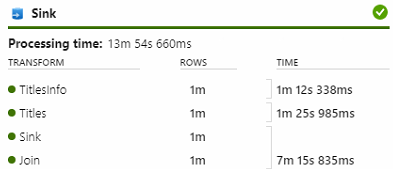 Sink
Processing time: 13m 54s 660ms
TRANSFORM ROWS TIME
TitlesInfo 1m 1m 12s 338ms
Titles 1m 1m 25s 985ms
Sink 1m
Join 1m 7m 15s 835ms